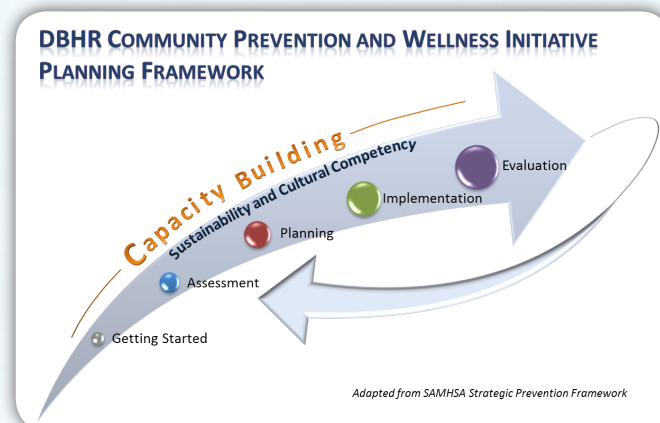 DBHR COMMUNITY PREVENTION AND WELLNESS INITIATIVE
PLANNING FRAMEWORK
Capacity Building
Sustainability and Cultural Competency
Evaluation
Implementation
Planning
Assessment
Getting Started
Adapted from SAMHSA Strategic Prevention Framework